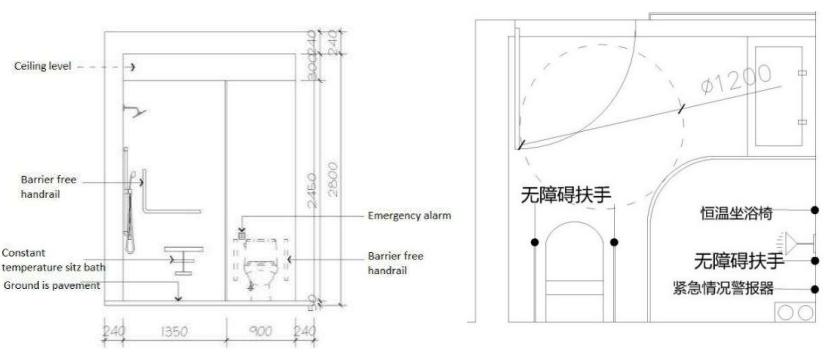 Ceiling level
Barrier free
handrail
Constant
temperature sitz bath
Ground is pavement
Emergency alarm
Barrier free
handrail
240
240
300
2450
2800
240
1350
900
240
ø1200
无障碍扶手
恒温坐浴椅
无障碍扶手
紧急情况警报器